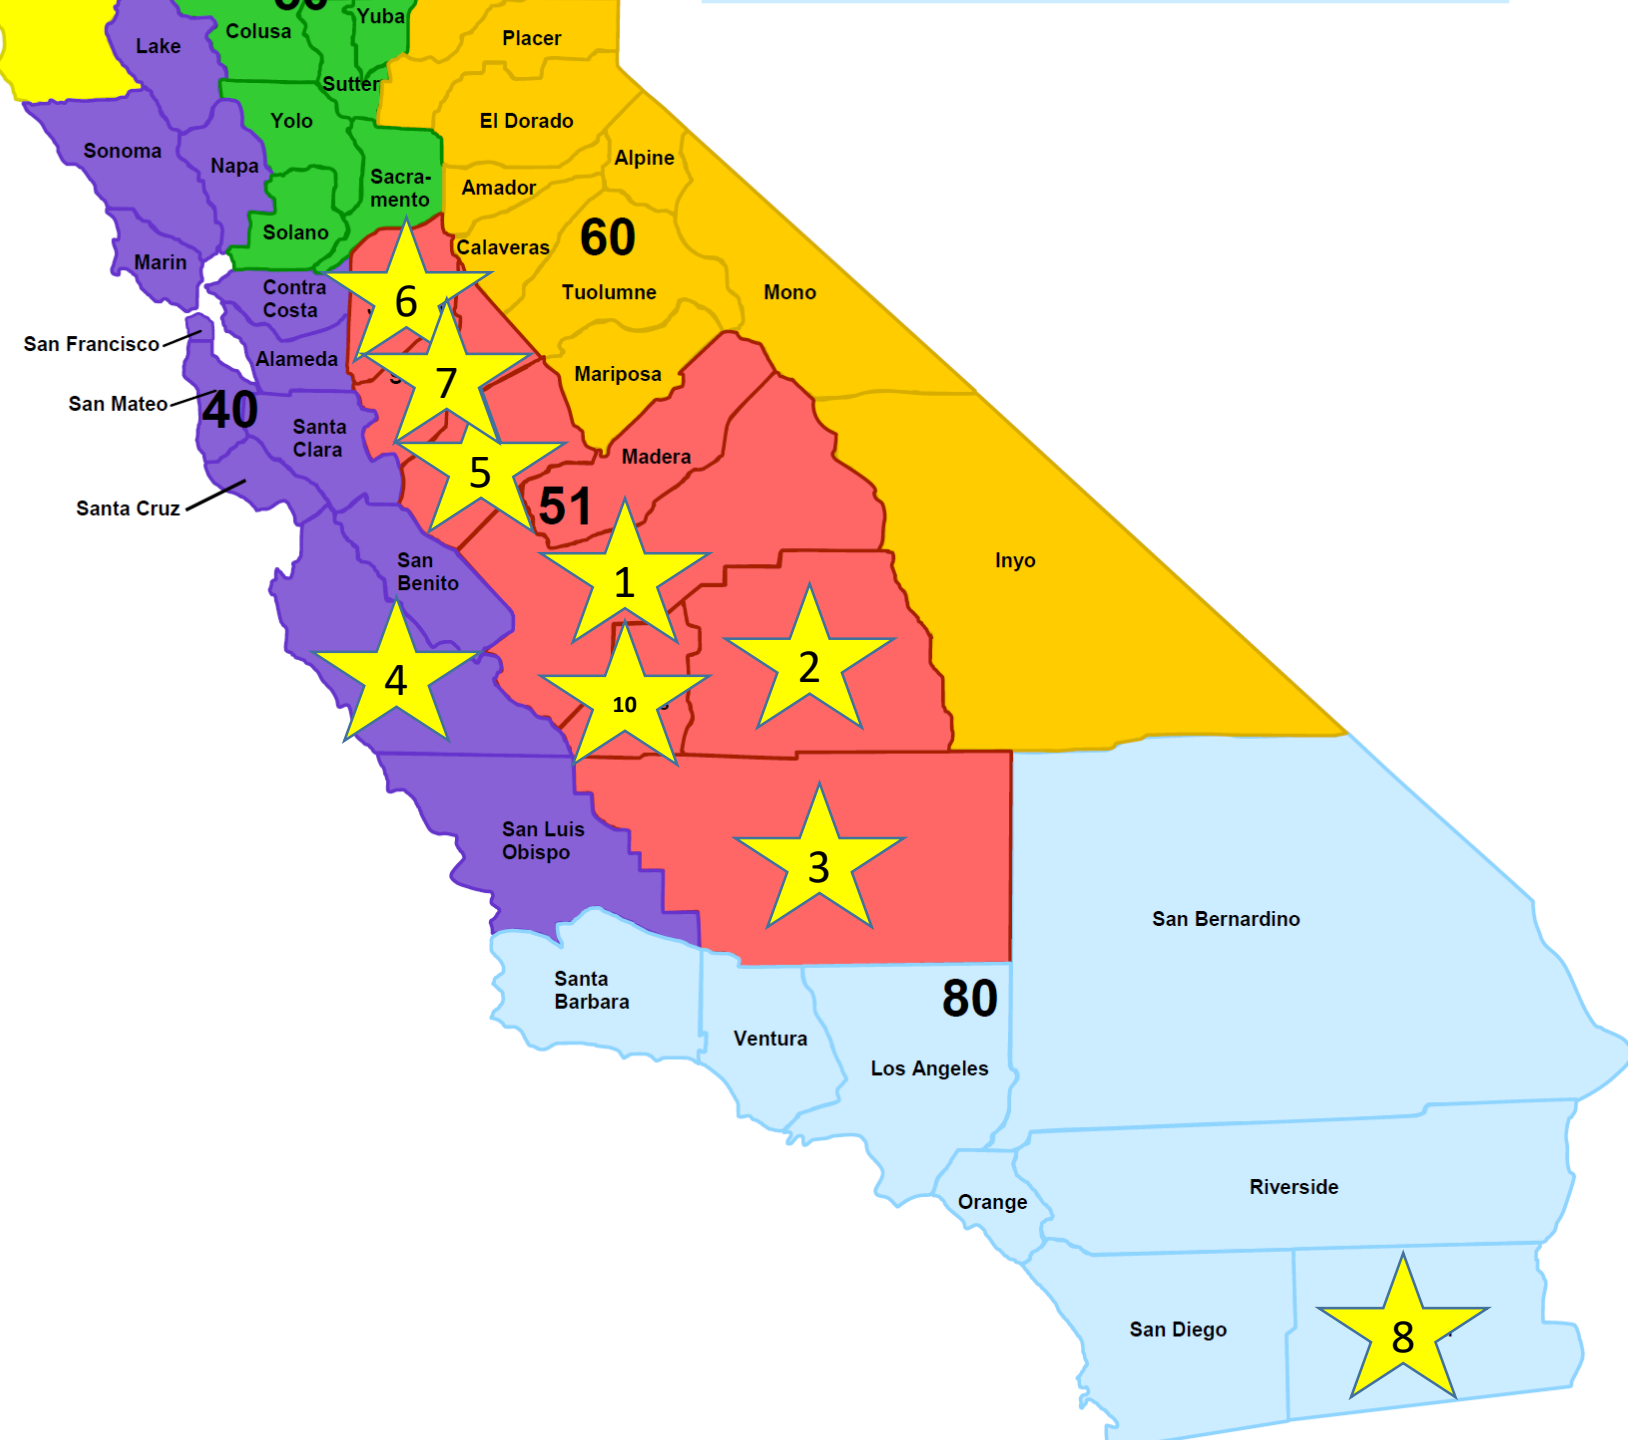 Yuba
Colusa
Placer
Lake
Sutter
Yolo
El Dorado
Sonoma
Napa
Alpine
Sacra-
mento
Amador
Solano
60
Calaveras
Marin
Contra
Costa
6
Tuolumne
Mono
San Francisco
Alameda
Mariposa
7
San Mateo
40
Santa
Clara
Madera
5
51
Santa Cruz
San
Benito
Inyo
1
2
4
10
San Luis
Obispo
3
San Bernardino
Santa
Barbara
80
Ventura
Los Angeles
Riverside
Orange
San Diego
8